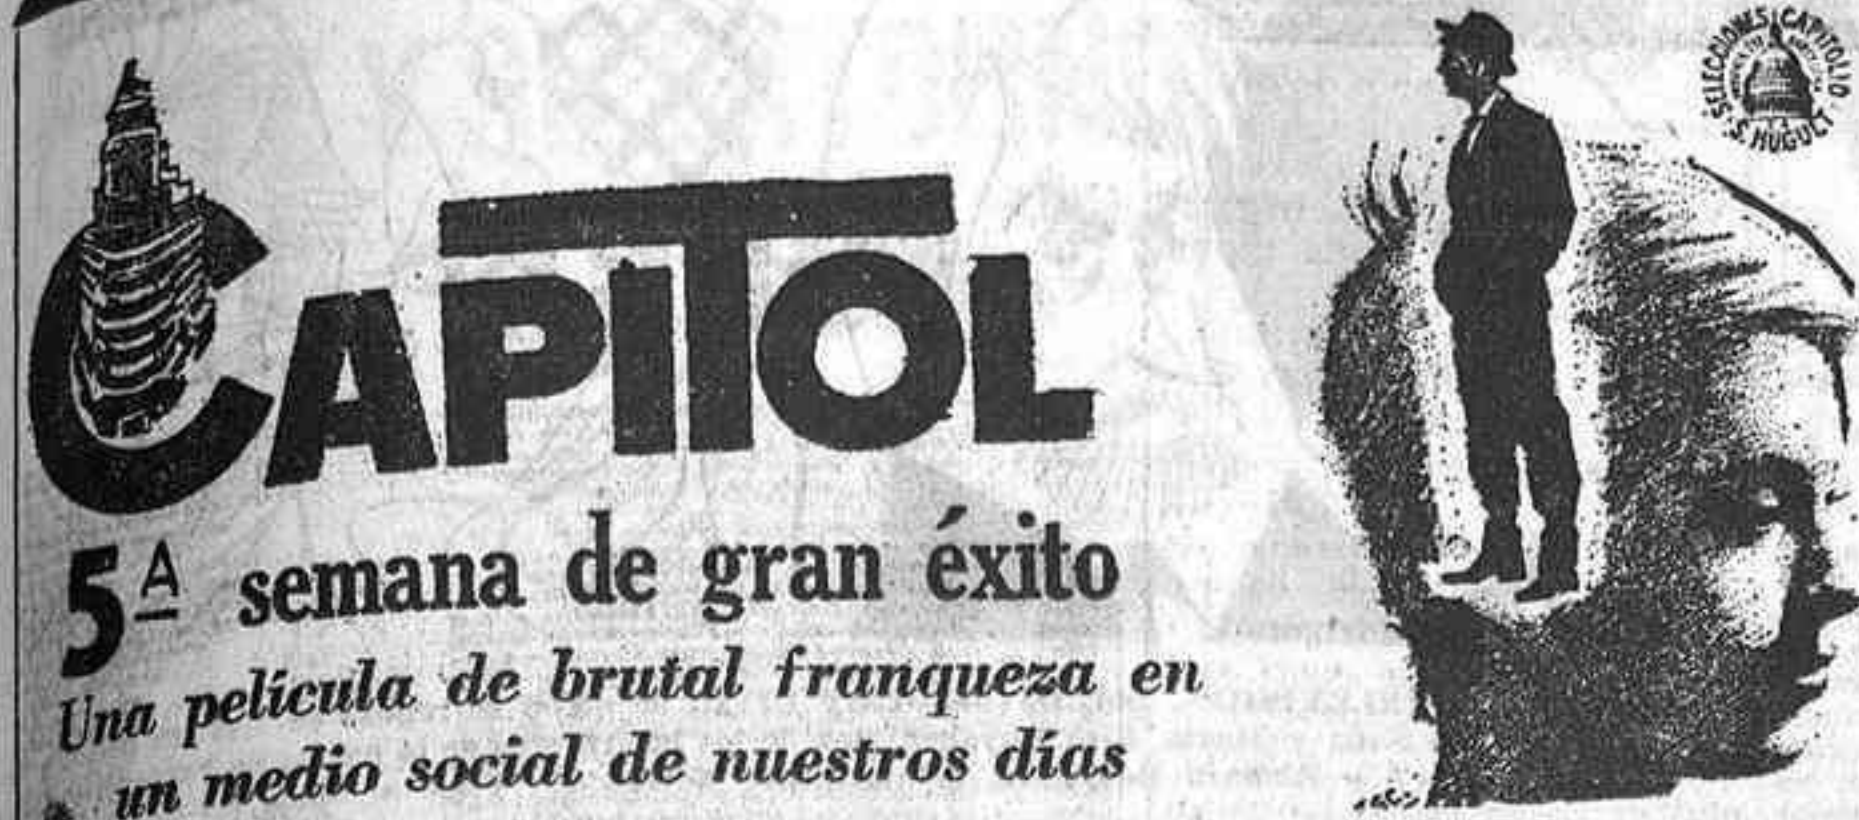 CAPITOL
5ª semana de gran éxito
Una película de brutal franqueza en
un medio social de nuestros días
SELECCIONES CAPITOLIO
S. HUGUET